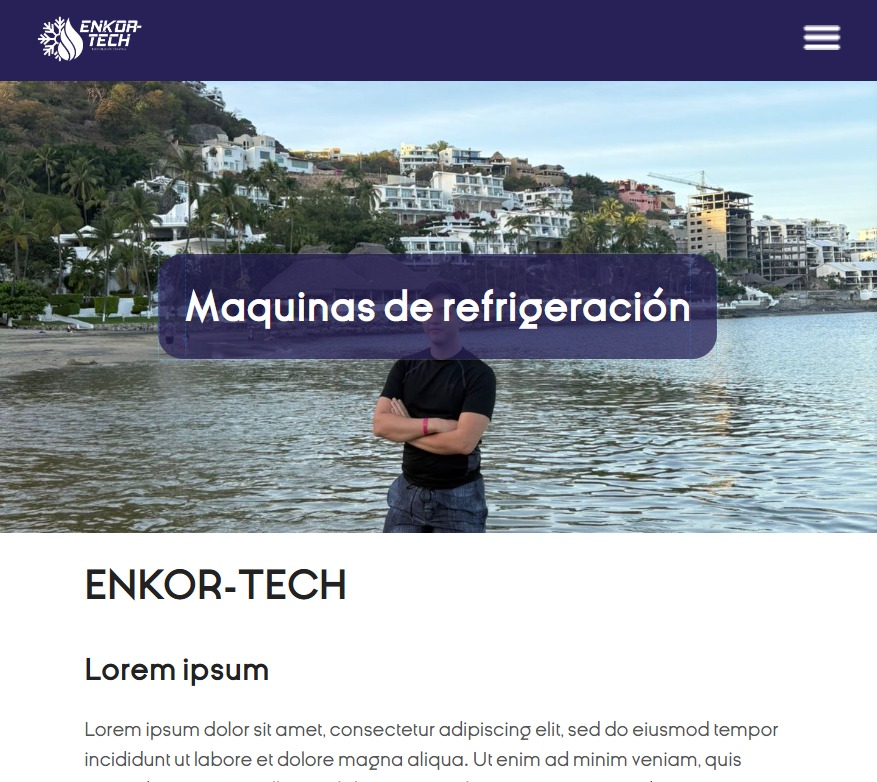 ENKOR-
TECH
Maquinas de refrigeración
ENKOR-TECH
Lorem ipsum
Lorem ipsum dolor sit amet, consectetur adipiscing elit, sed do eiusmod tempor
incididunt ut labore et dolore magna aliqua. Ut enim ad minim veniam, quis